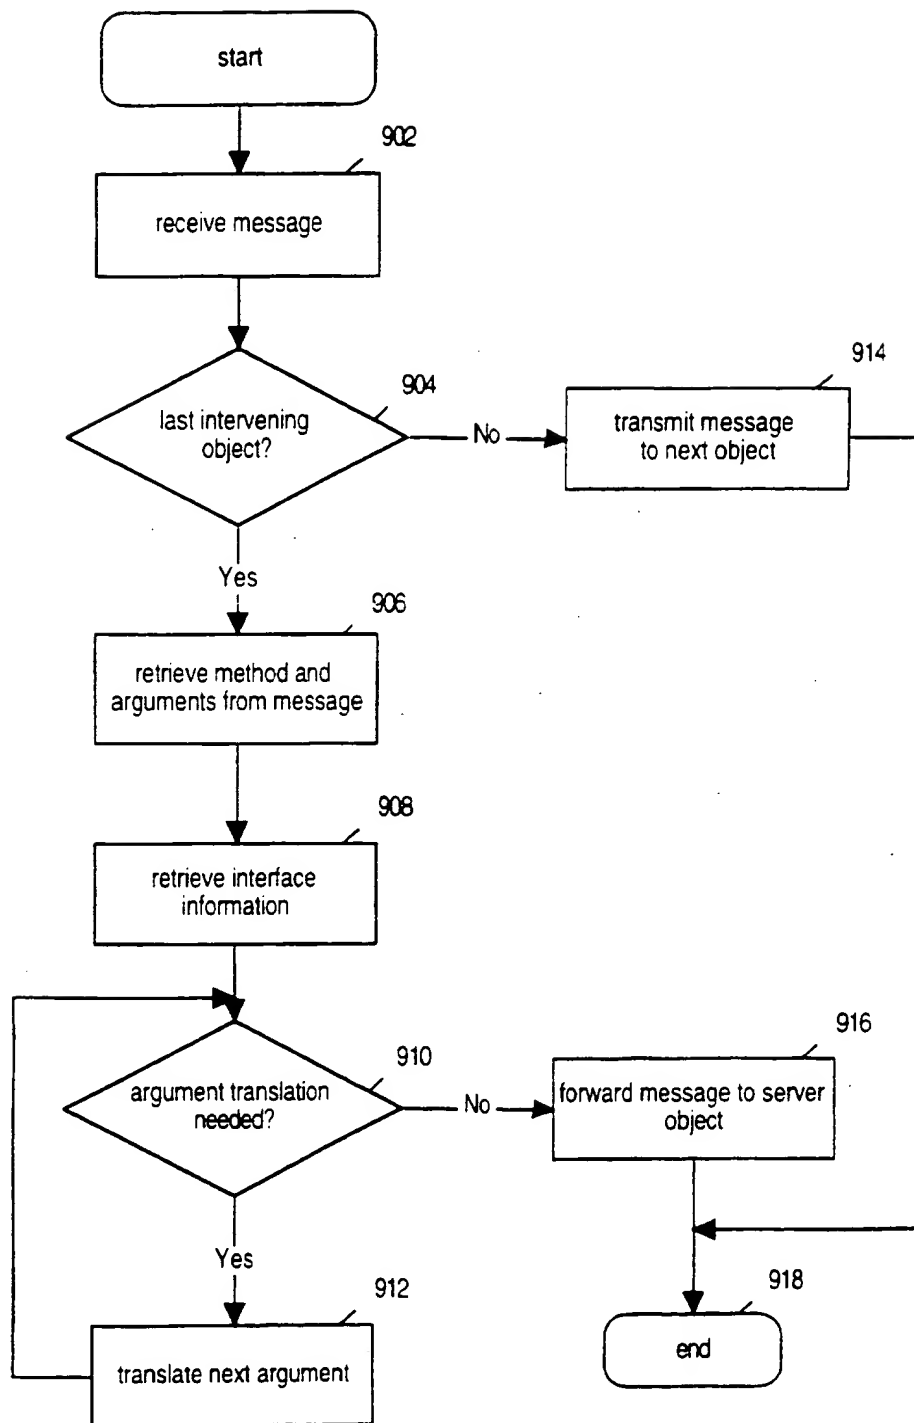 start
902
receive message
904
last intervening
object?
No
914
transmit message
to next object
Yes
906
retrieve method and
arguments from message
908
retrieve interface
information
910
argument translation
needed?
No
916
forward message to server
object
Yes
912
translate next argument
918
end